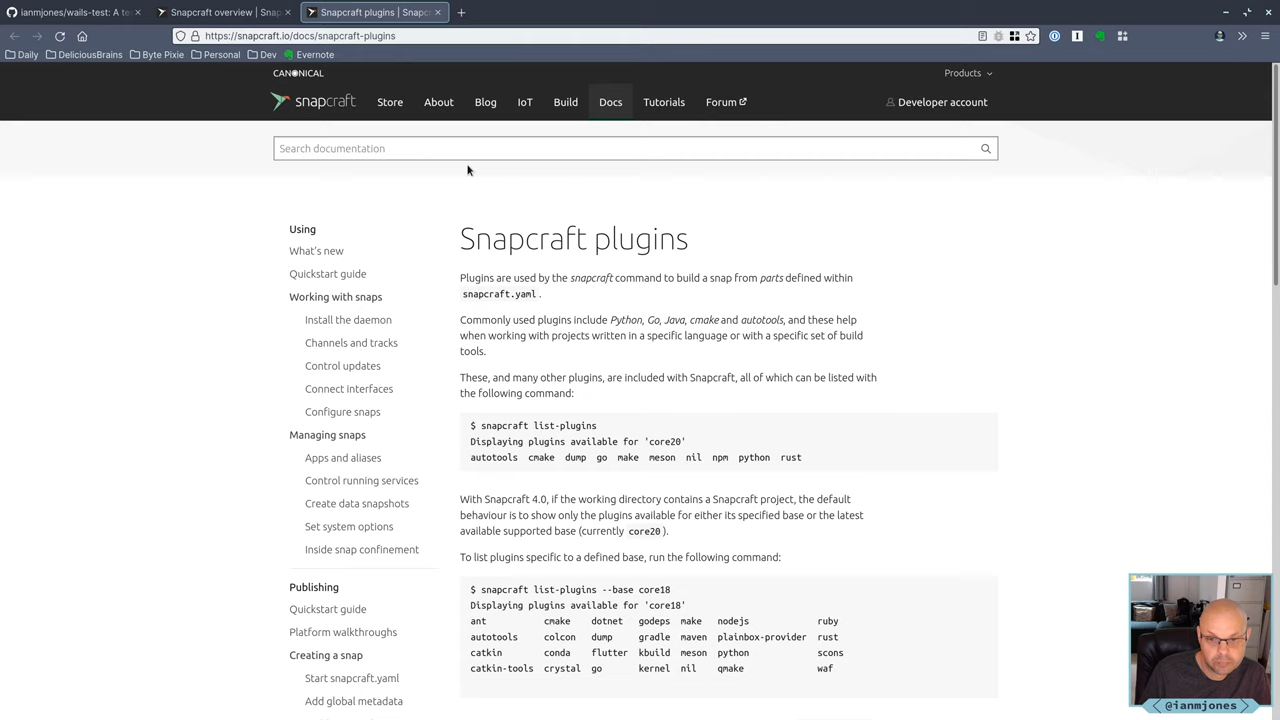 ianmjones/wails-test: A te
Snapcraft overview | Snap
Snapcraft plugins | Snapc
https://snapcraft.io/docs/snapcraft-plugins
Daily
DeliciousBrains
Byte Pixie
Personal
Dev
Evernote
CANONICAL
Products
snapcraft
Store
About
Blog
IoT
Build
Docs
Tutorials
Forum
Developer account
Search documentation
Using
What's new
Quickstart guide
Working with snaps
Install the daemon
Channels and tracks
Control updates
Connect interfaces
Configure snaps
Managing snaps
Apps and aliases
Control running services
Create data snapshots
Set system options
Inside snap confinement
Publishing
Quickstart guide
Platform walkthroughs
Creating a snap
Start snapcraft.yaml
Add global metadata
Snapcraft plugins
Plugins are used by the snapcraft command to build a snap from parts defined within
snapcraft.yaml.
Commonly used plugins include Python, Go, Java, cmake and autotools, and these help
when working with projects written in a specific language or with a specific set of build
tools.
These, and many other plugins, are included with Snapcraft, all of which can be listed with
the following command:
$ snapcraft list-plugins
Displaying plugins available for 'core20'
autotools cmake dump go make meson nil npm python rust
With Snapcraft 4.0, if the working directory contains a Snapcraft project, the default
behaviour is to show only the plugins available for either its specified base or the latest
available supported base (currently core20).
To list plugins specific to a defined base, run the following command:
$ snapcraft list-plugins --base core18
Displaying plugins available for 'core18'
ant cmake dotnet godeps make nodejs ruby
autotools colcon dump gradle maven plainbox-provider rust
catkin conda flutter kbuild meson python scons
catkin-tools crystal go kernel nil qmake waf
@ianmjones